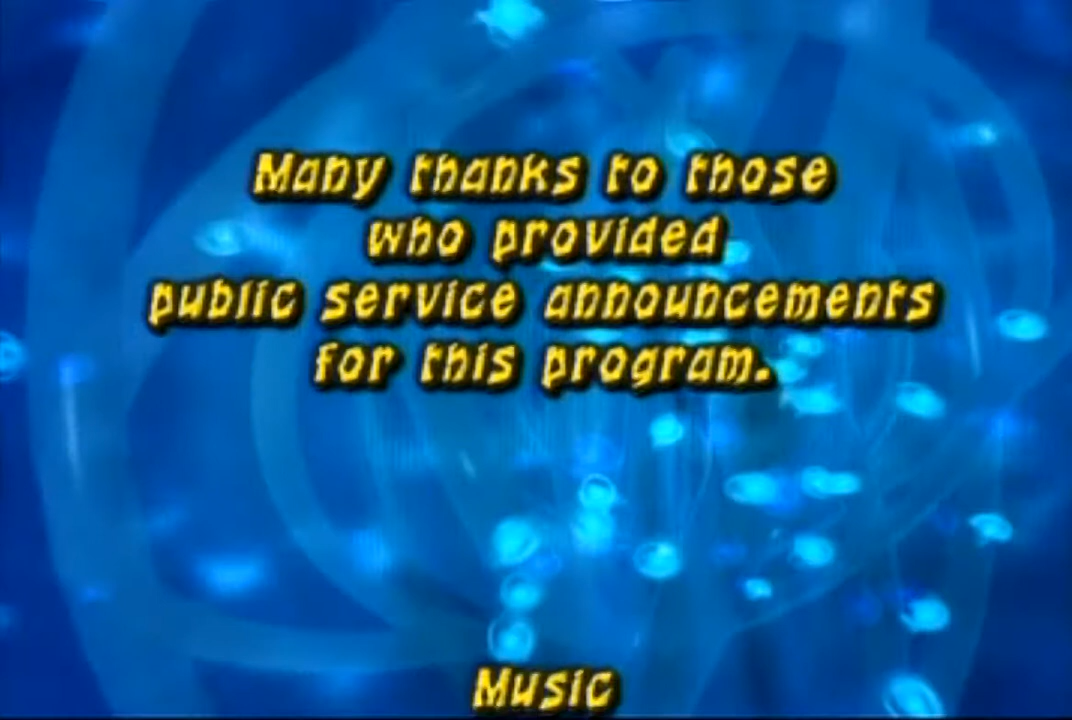 Many thanks to those
who provided
public service announcements
for this program.
Music